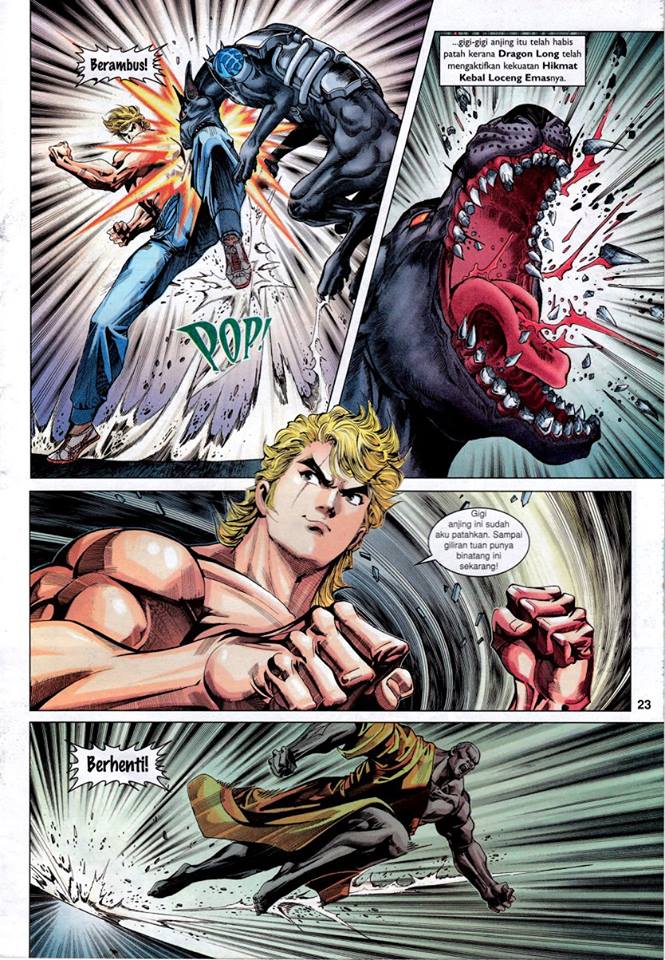 Berambus!
POP!
...gigi-gigi anjing itu telah habis
patah kerana Dragon Long telah
mengaktifkan kekuatan Hikmat
Kebal Loceng Emasnya.
Gigi
anjing ini sudah
aku patahkan. Sampai
giliran tuan punya
binatang ini
sekarang!
23
Berhenti!